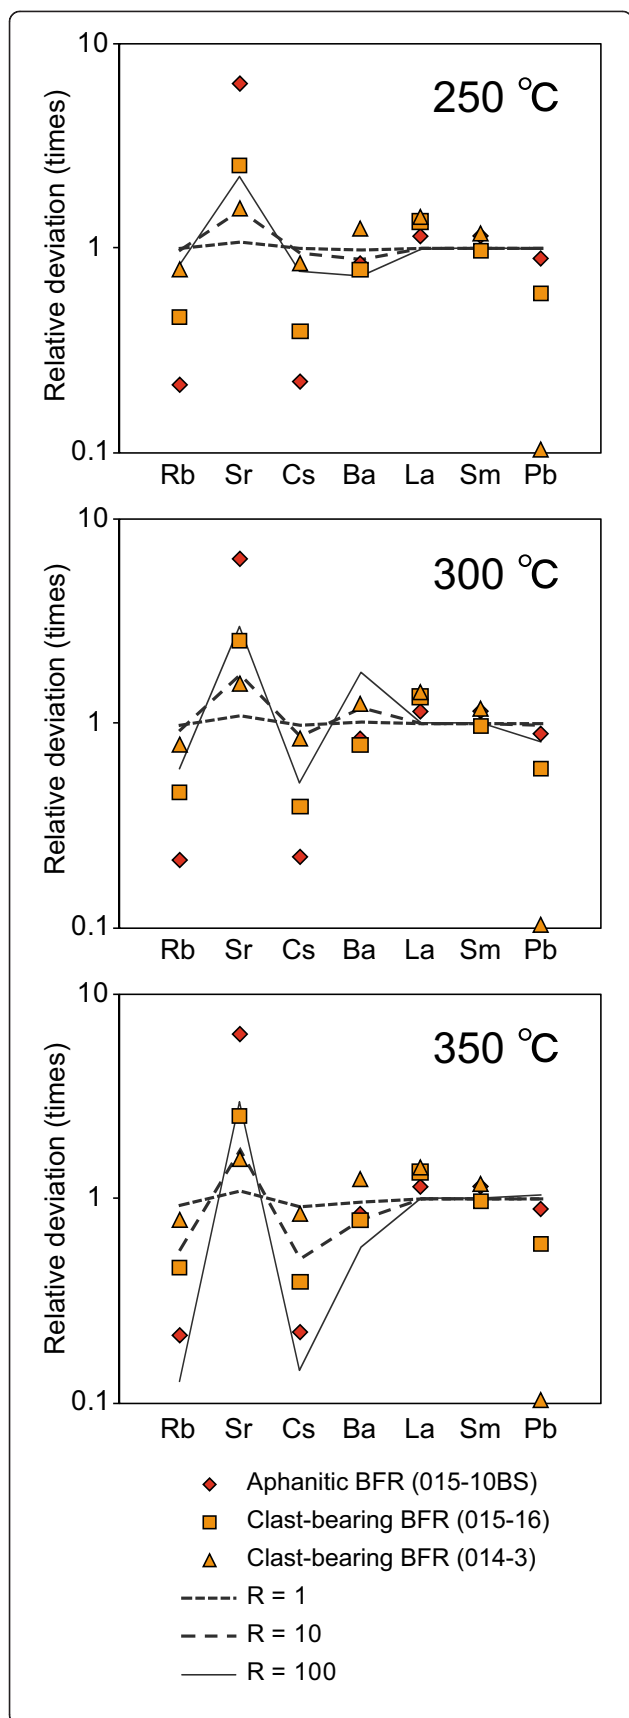 10
250 °C
Relative deviation (times)
1
0.1
Rb Sr Cs Ba La Sm Pb
10
300 °C
Relative deviation (times)
1
0.1
Rb Sr Cs Ba La Sm Pb
10
350 °C
Relative deviation (times)
1
0.1
Rb Sr Cs Ba La Sm Pb
Aphanitic BFR (015-10BS)
Clast-bearing BFR (015-16)
Clast-bearing BFR (014-3)
R = 1
R = 10
R = 100